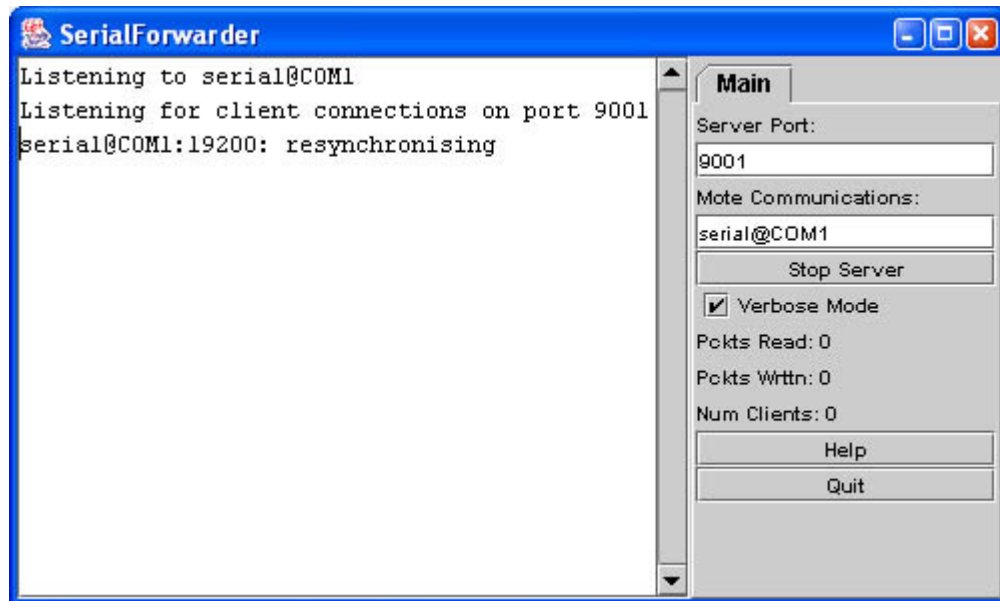 SerialForwarder
Listening to serial@COM1
Listening for client connections on port 9001
serial@COM1:19200: resynchronising
Main
Server Port:
9001
Mote Communications:
serial@COM1
Stop Server
Verbose Mode
Pckts Read: 0
Pckts Wrttn: 0
Num Clients: 0
Help
Quit